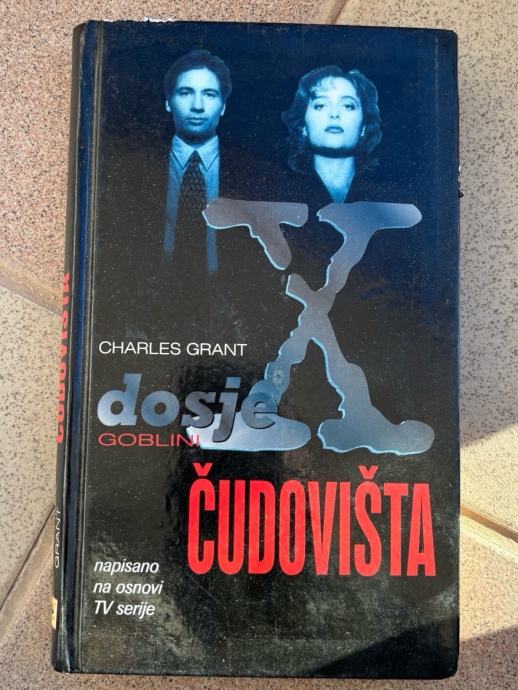 CHARLES GRANT
dosje X
GOBLINI
ČUDOVIŠTA
napisano
na osnovi
TV serije
ČUDOVIŠTA
GRANT